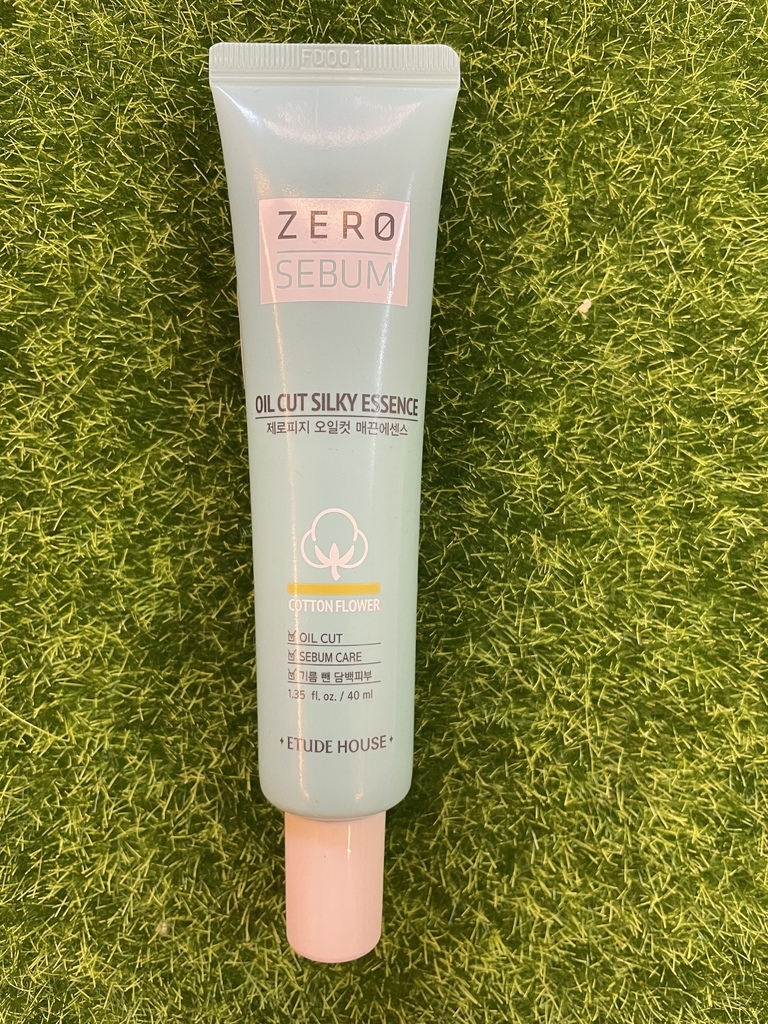 FD001
ZERO
SEBUM
OIL CUT SILKY ESSENCE
제로피지 오일컷 매끈에센스
COTTON FLOWER
OIL CUT
SEBUM CARE
기름 뺀 담백피부
1.35 fl. oz. / 40 ml
ETUDE HOUSE